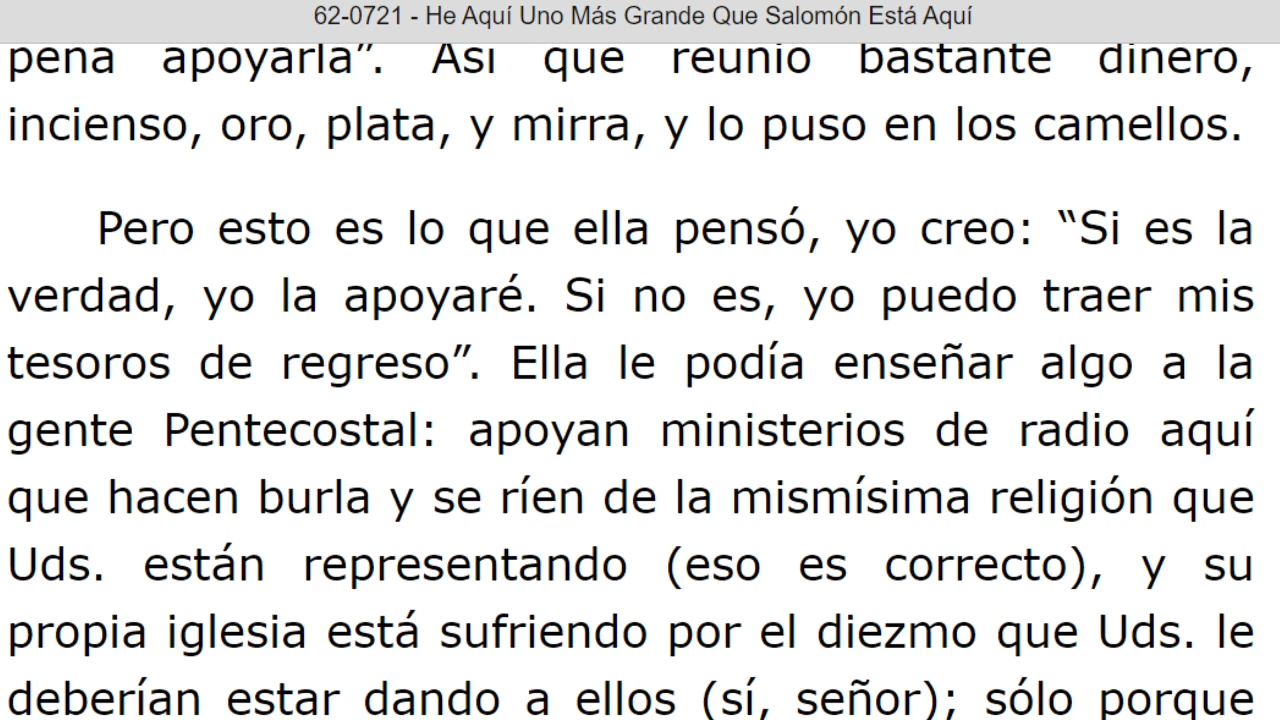 62-0721 - He Aquí Uno Más Grande Que Salomón Está Aquí
pena apoyarla”. Así que reunió bastante dinero,
incienso, oro, plata, y mirra, y lo puso en los camellos.
Pero esto es lo que ella pensó, yo creo: “Si es la
verdad, yo la apoyaré. Si no es, yo puedo traer mis
tesoros de regreso”. Ella le podía enseñar algo a la
gente Pentecostal: apoyan ministerios de radio aquí
que hacen burla y se ríen de la mismísima religión que
Uds. están representando (eso es correcto), y su
propia iglesia está sufriendo por el diezmo que Uds. le
deberían estar dando a ellos (sí, señor); sólo porque